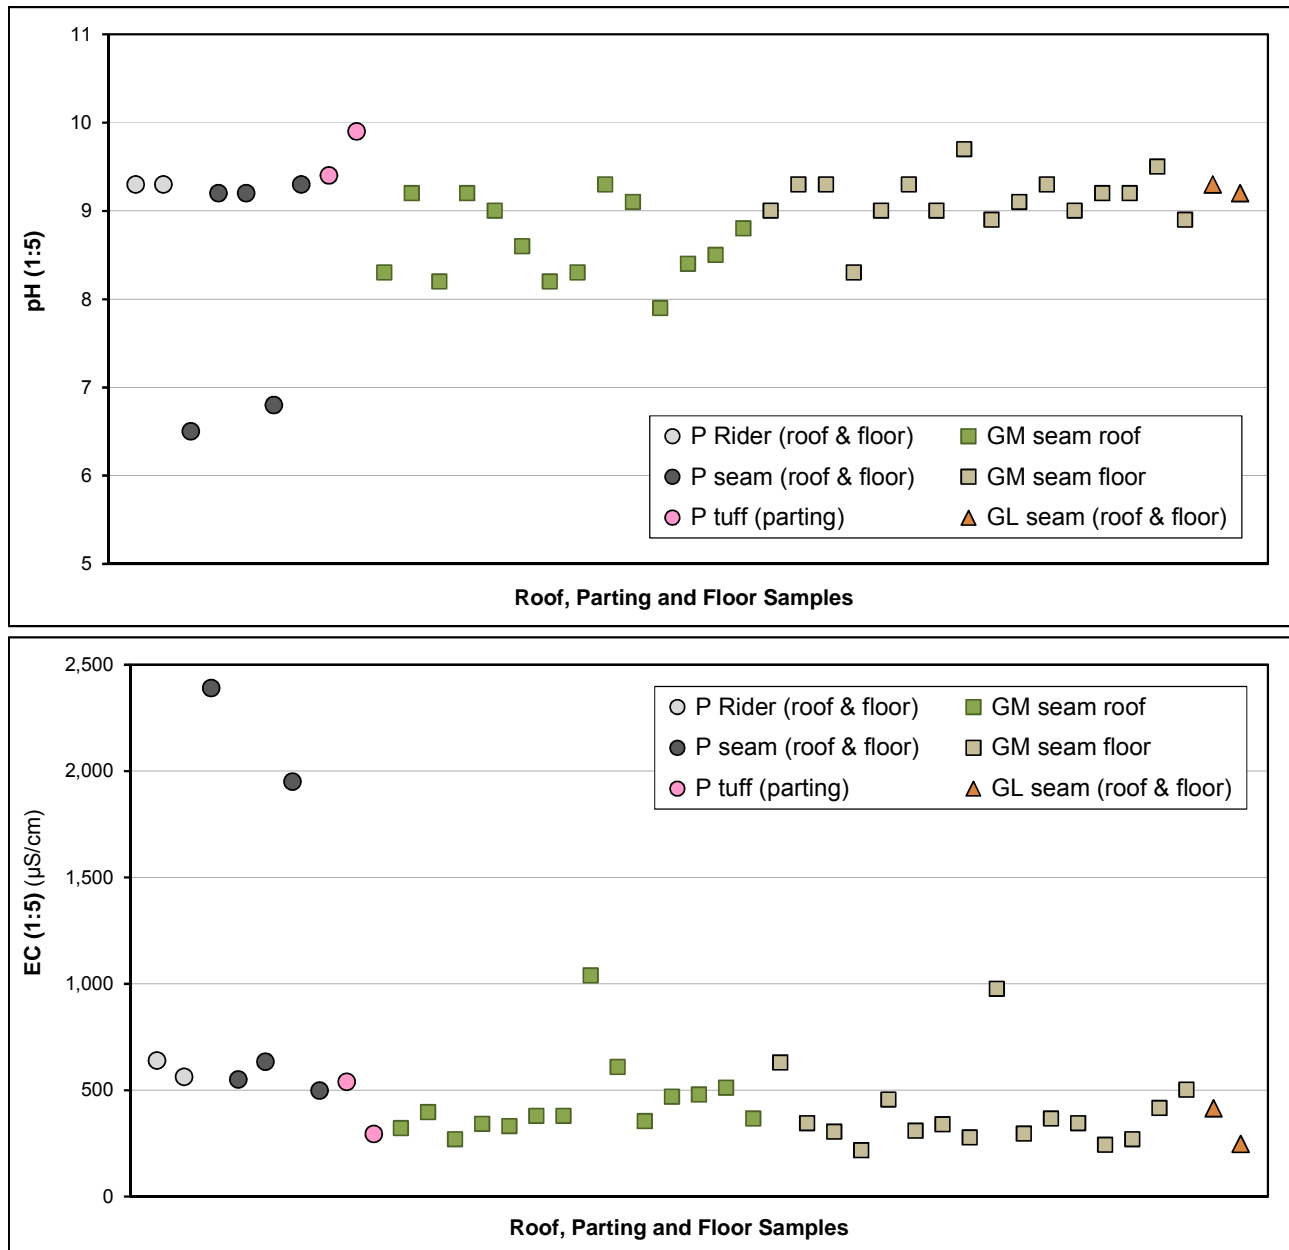 11
10
9
8
7
6
5
pH (1:5)
P Rider (roof & floor) GM seam roof
P seam (roof & floor) GM seam floor
P tuff (parting) GL seam (roof & floor)
Roof, Parting and Floor Samples
2,500
2,000
1,500
1,000
500
0
EC (1:5) (µS/cm)
P Rider (roof & floor) GM seam roof
P seam (roof & floor) GM seam floor
P tuff (parting) GL seam (roof & floor)
Roof, Parting and Floor Samples